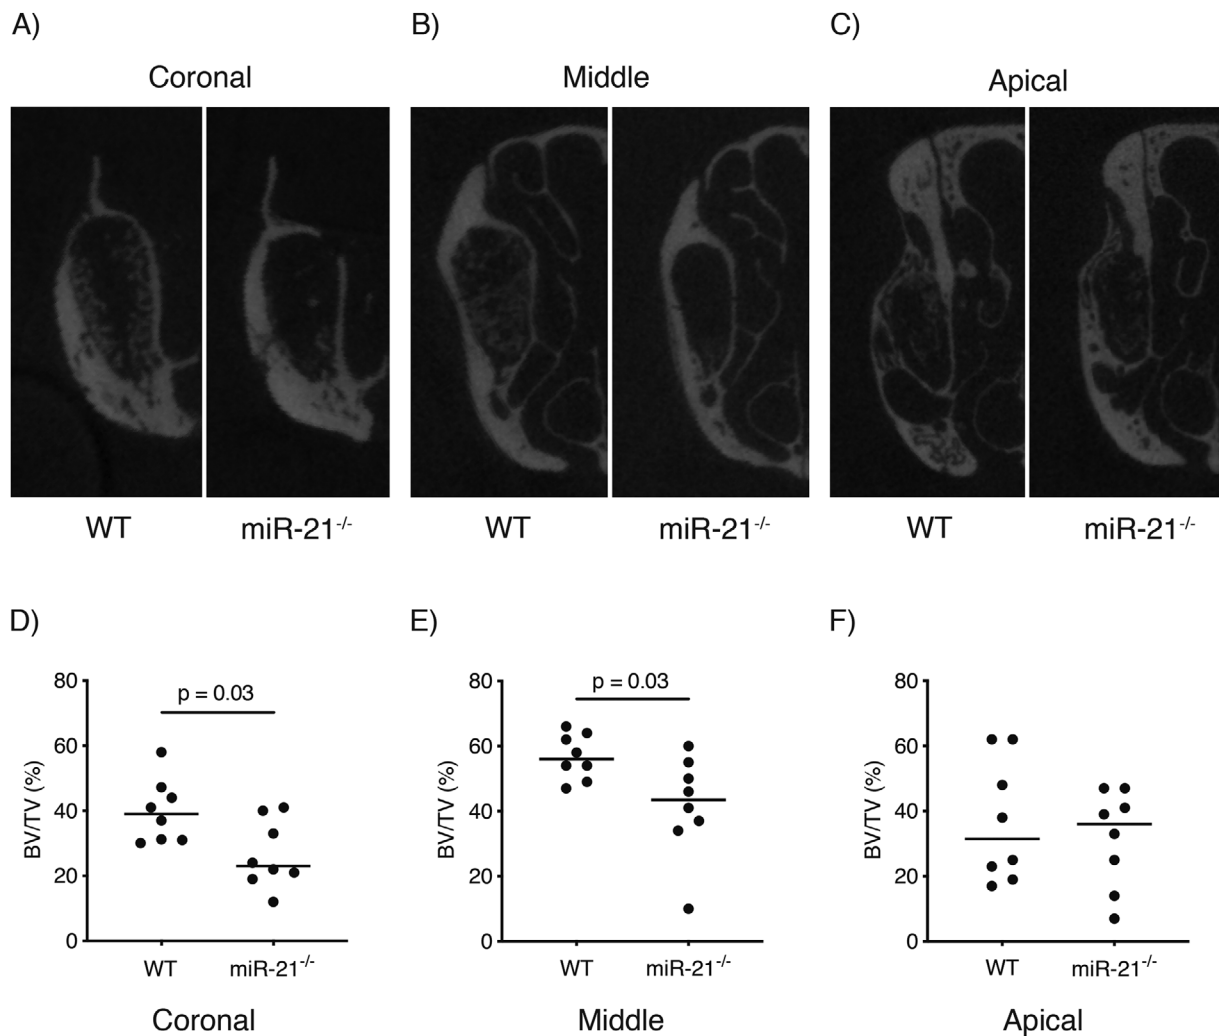 A)
B)
C)
Coronal
Middle
Apical
WT
miR-21-/-
WT
miR-21-/-
WT
miR-21-/-
D)
E)
F)
BV/TV (%)
80
60
40
20
0
p = 0.03
WT
miR-21-/-
Coronal
BV/TV (%)
80
60
40
20
0
p = 0.03
WT
miR-21-/-
Middle
BV/TV (%)
80
60
40
20
0
WT
miR-21-/-
Apical